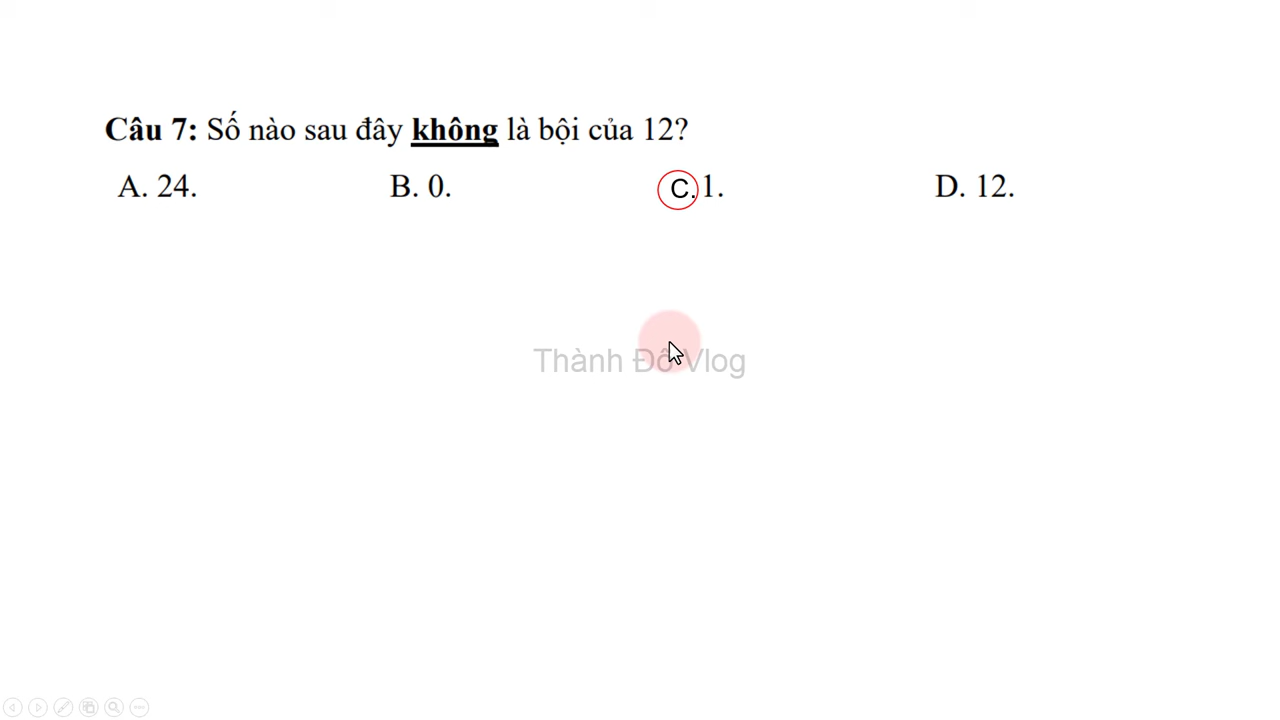 Câu 7: Số nào sau đây không là bội của 12?
A. 24. B. 0. C. 1. D. 12.
Thành Đô Vlog